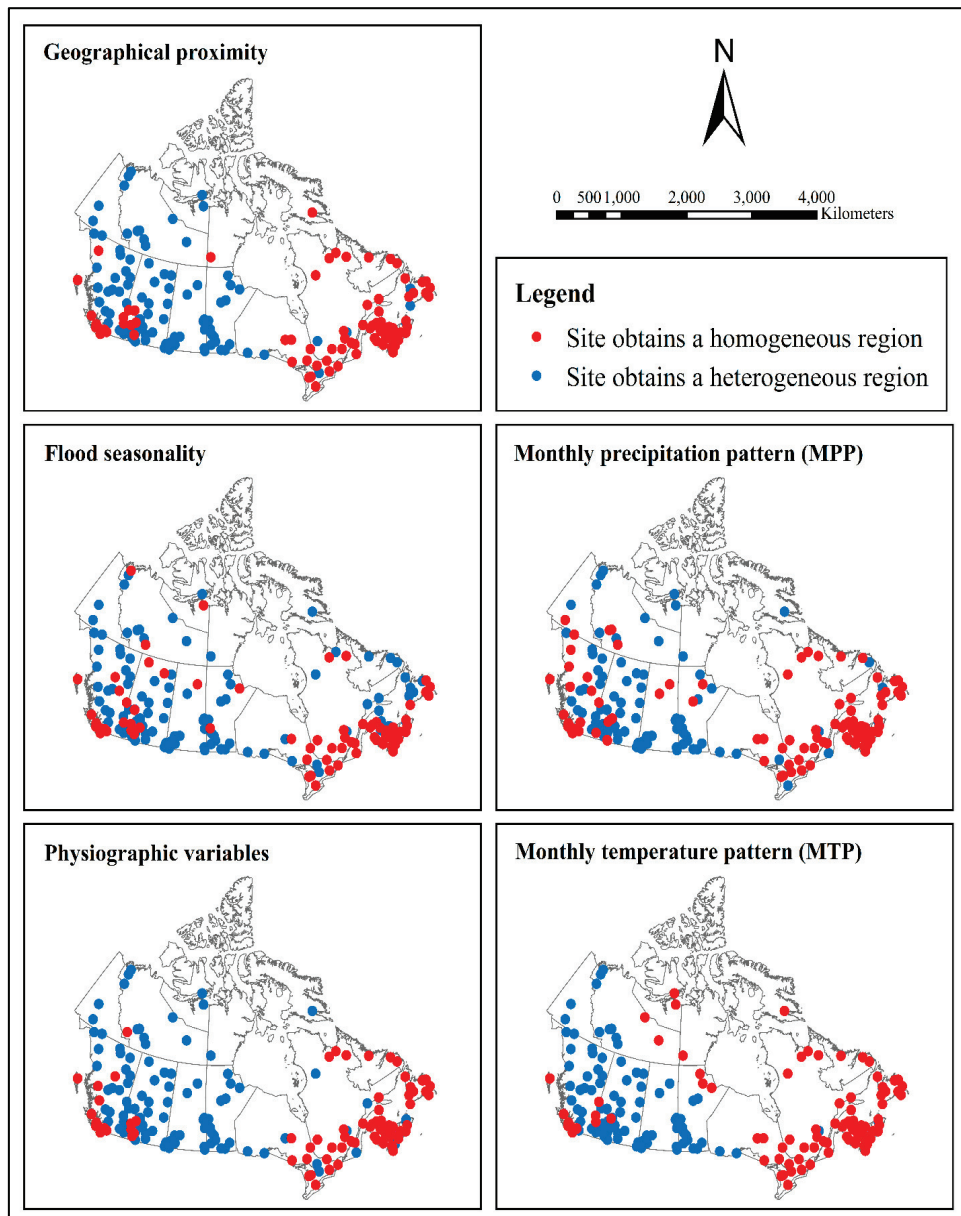 Geographical proximity
N
0 500 1,000 2,000 3,000 4,000
Kilometers
Legend
Site obtains a homogeneous region
Site obtains a heterogeneous region
Flood seasonality
Monthly precipitation pattern (MPP)
Physiographic variables
Monthly temperature pattern (MTP)